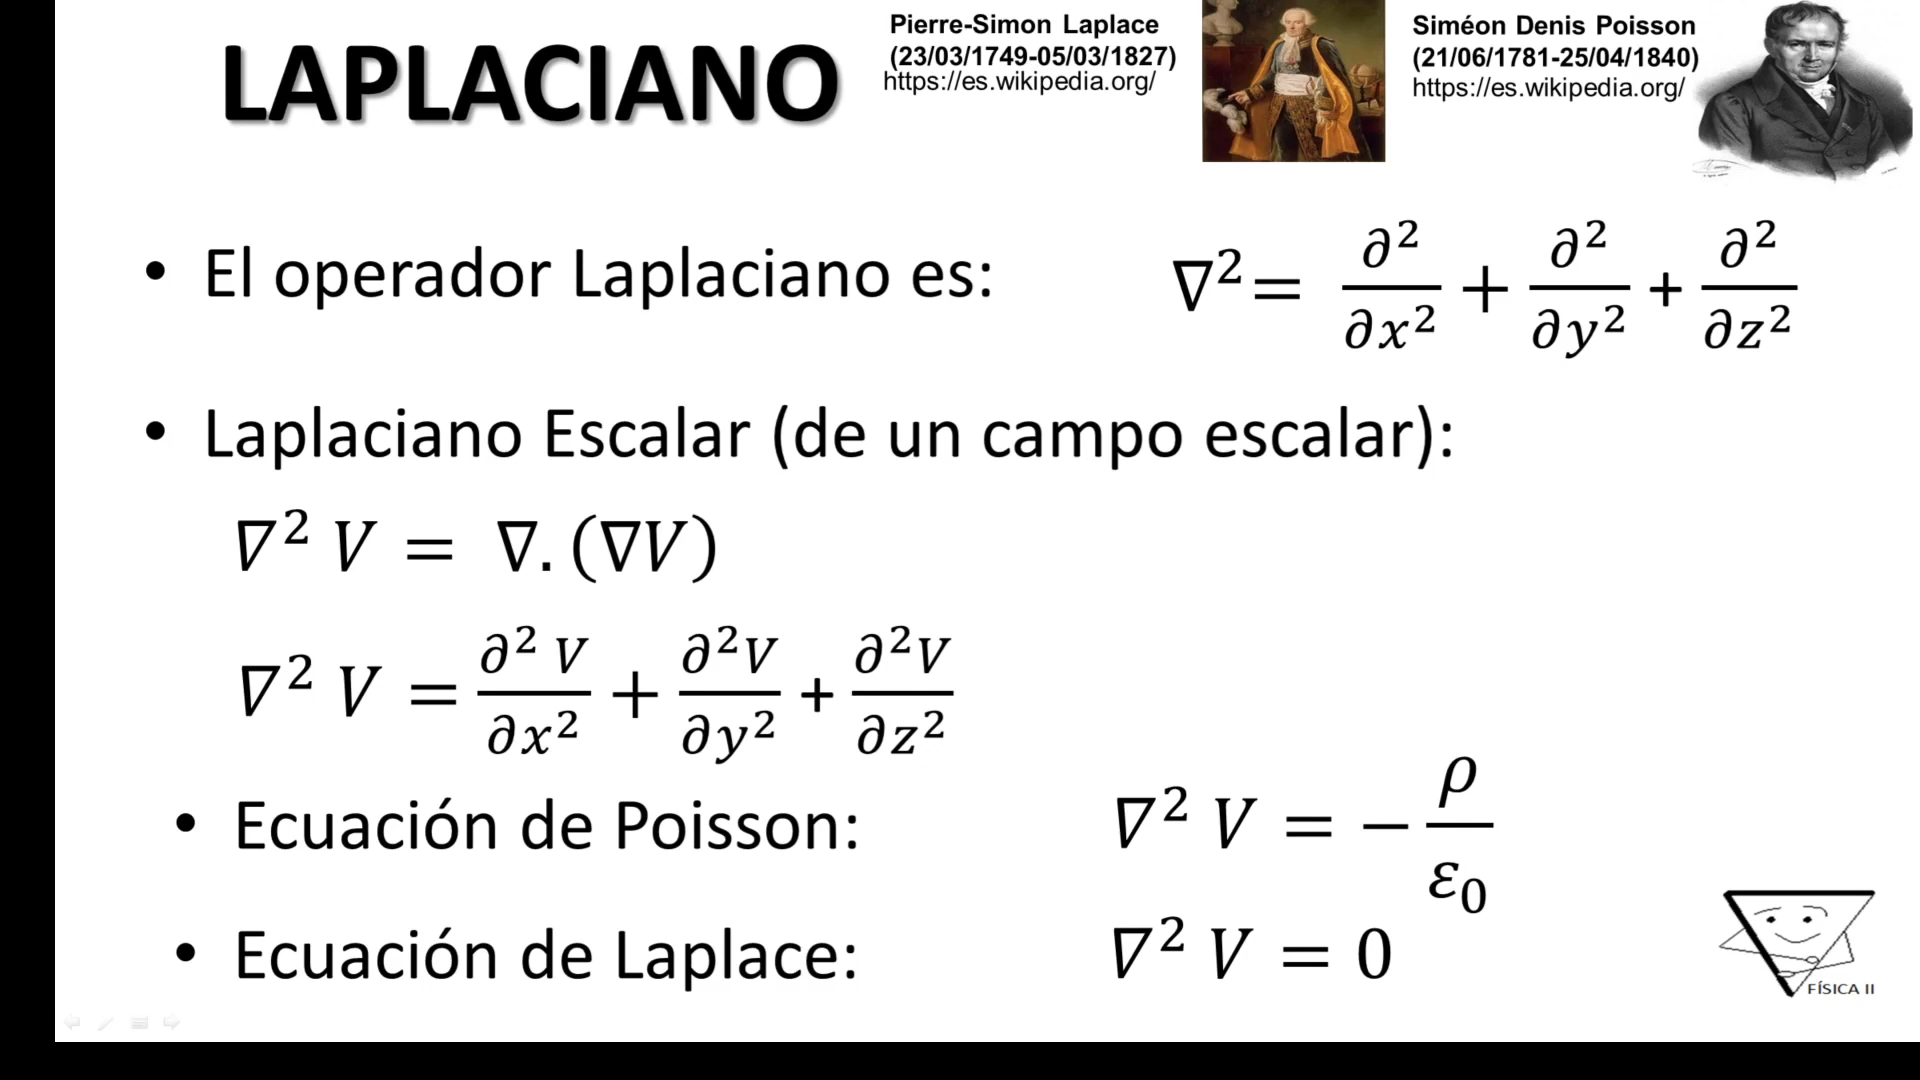 LAPLACIANO
Pierre-Simon Laplace
(23/03/1749-05/03/1827)
https://es.wikipedia.org/
Siméon Denis Poisson
(21/06/1781-25/04/1840)
https://es.wikipedia.org/
• El operador Laplaciano es: ∇²= ∂²/∂x² + ∂²/∂y² + ∂²/∂z²
• Laplaciano Escalar (de un campo escalar):
∇² V = ∇. (∇V)
∇² V = ∂² V/∂x² + ∂²V/∂y² + ∂²V/∂z²
• Ecuación de Poisson: ∇² V = − ρ/ε₀
• Ecuación de Laplace: ∇² V = 0
FÍSICA II